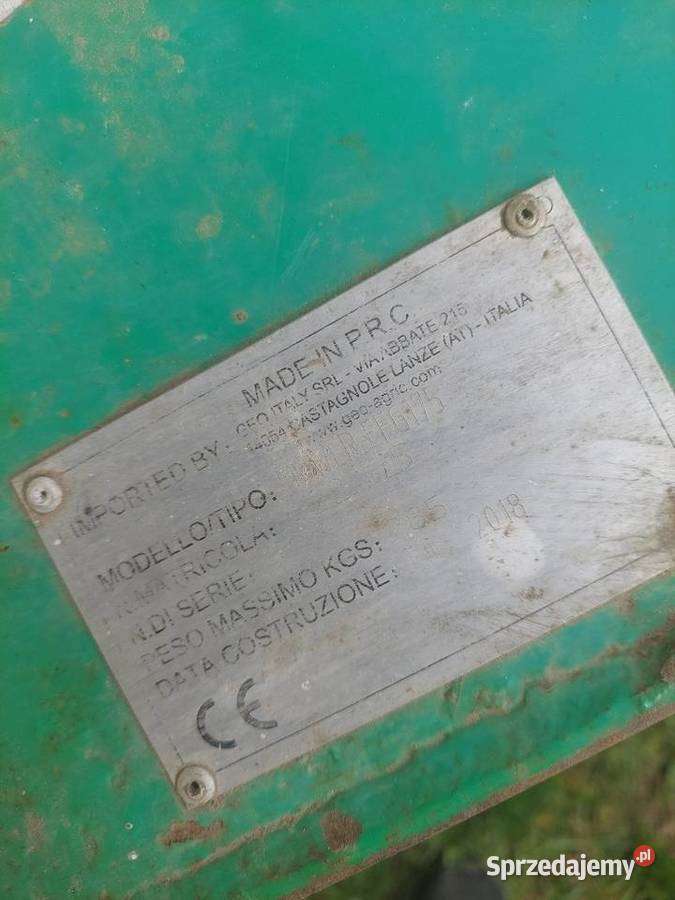 MADE IN P.R.C.
IMPORTED BY: GEO ITALY SRL - VIA ABBATE 215
14054 CASTAGNOLE LANZE (AT) - ITALIA
www.geo-agric.com
MODELLO/TIPO:
MATRICOLA:
N.DI SERIE:
PESO MASSIMO KGS:
DATA COSTRUZIONE: 2018
CE
Sprzedajemy.pl